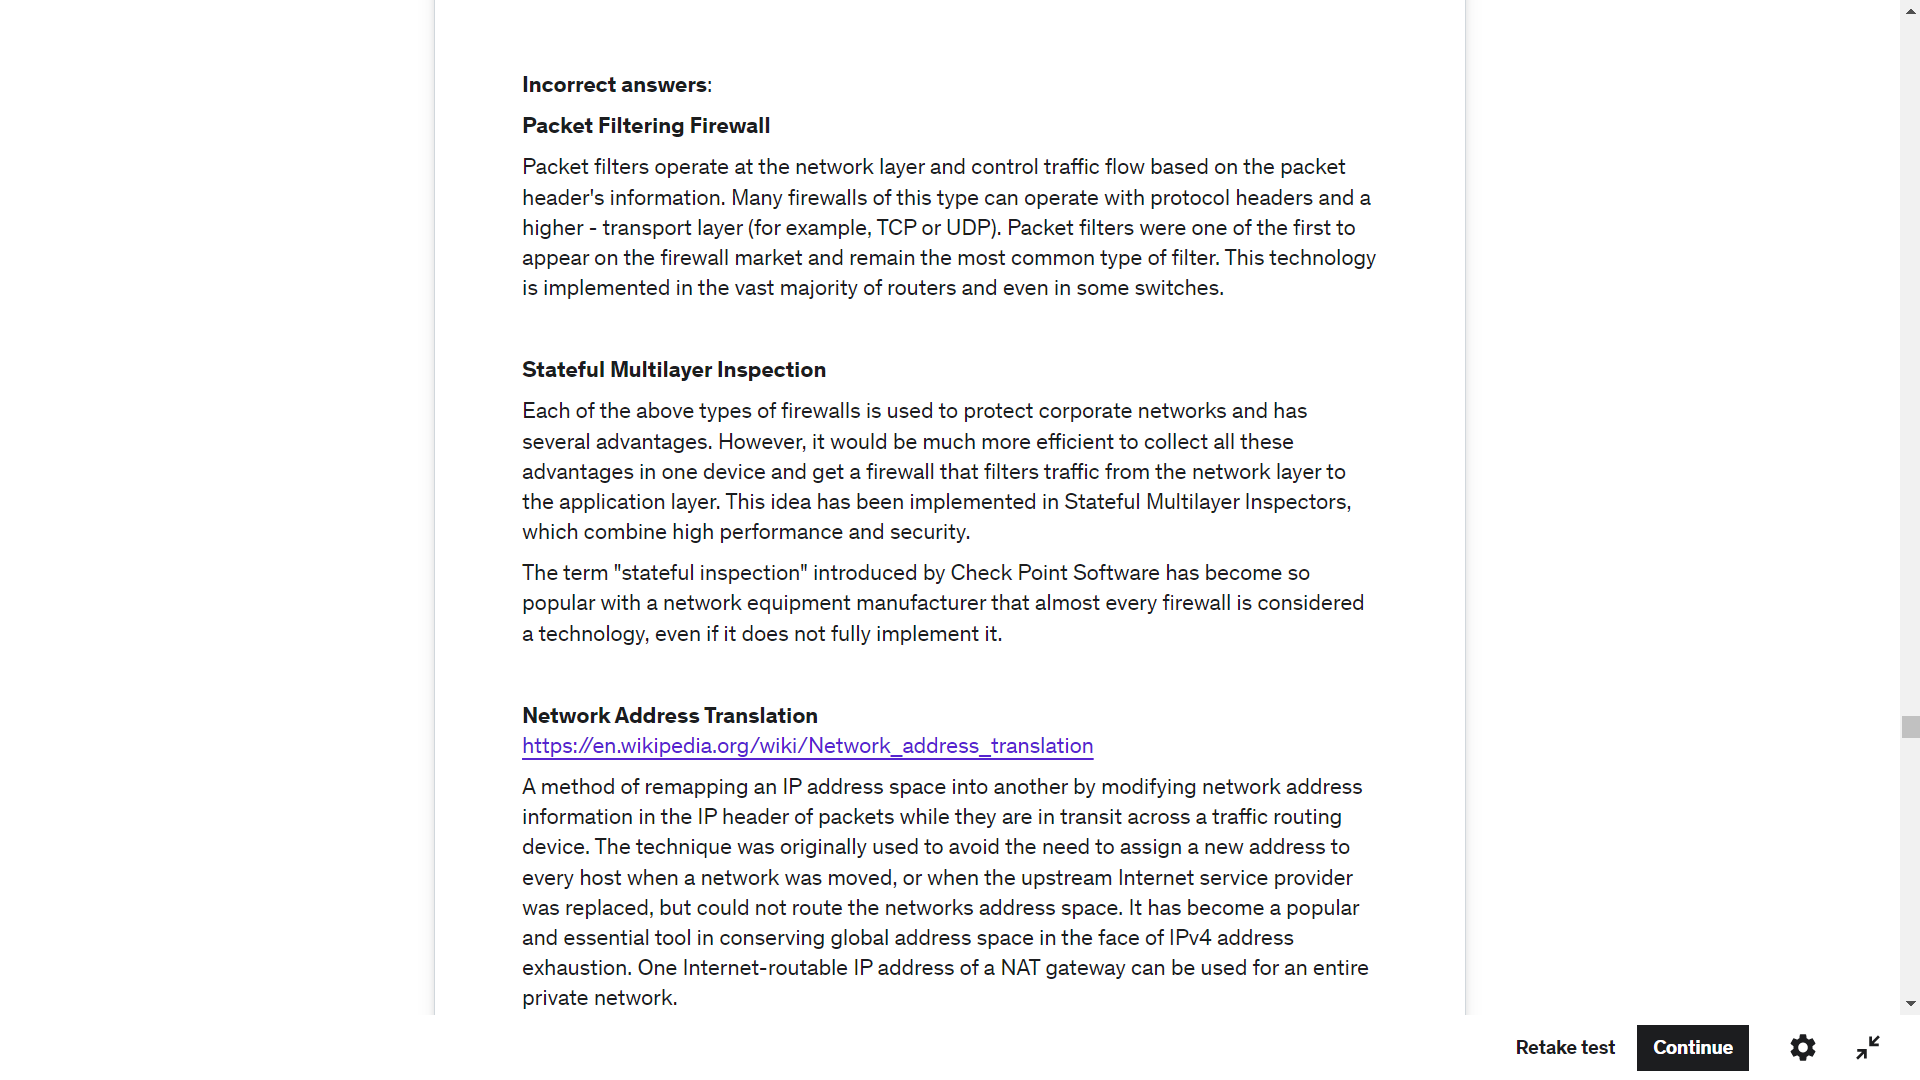 Incorrect answers:
Packet Filtering Firewall
Packet filters operate at the network layer and control traffic flow based on the packet
header's information. Many firewalls of this type can operate with protocol headers and a
higher - transport layer (for example, TCP or UDP). Packet filters were one of the first to
appear on the firewall market and remain the most common type of filter. This technology
is implemented in the vast majority of routers and even in some switches.
Stateful Multilayer Inspection
Each of the above types of firewalls is used to protect corporate networks and has
several advantages. However, it would be much more efficient to collect all these
advantages in one device and get a firewall that filters traffic from the network layer to
the application layer. This idea has been implemented in Stateful Multilayer Inspectors,
which combine high performance and security.
The term "stateful inspection" introduced by Check Point Software has become so
popular with a network equipment manufacturer that almost every firewall is considered
a technology, even if it does not fully implement it.
Network Address Translation
https://en.wikipedia.org/wiki/Network_address_translation
A method of remapping an IP address space into another by modifying network address
information in the IP header of packets while they are in transit across a traffic routing
device. The technique was originally used to avoid the need to assign a new address to
every host when a network was moved, or when the upstream Internet service provider
was replaced, but could not route the networks address space. It has become a popular
and essential tool in conserving global address space in the face of IPv4 address
exhaustion. One Internet-routable IP address of a NAT gateway can be used for an entire
private network.
Retake test
Continue